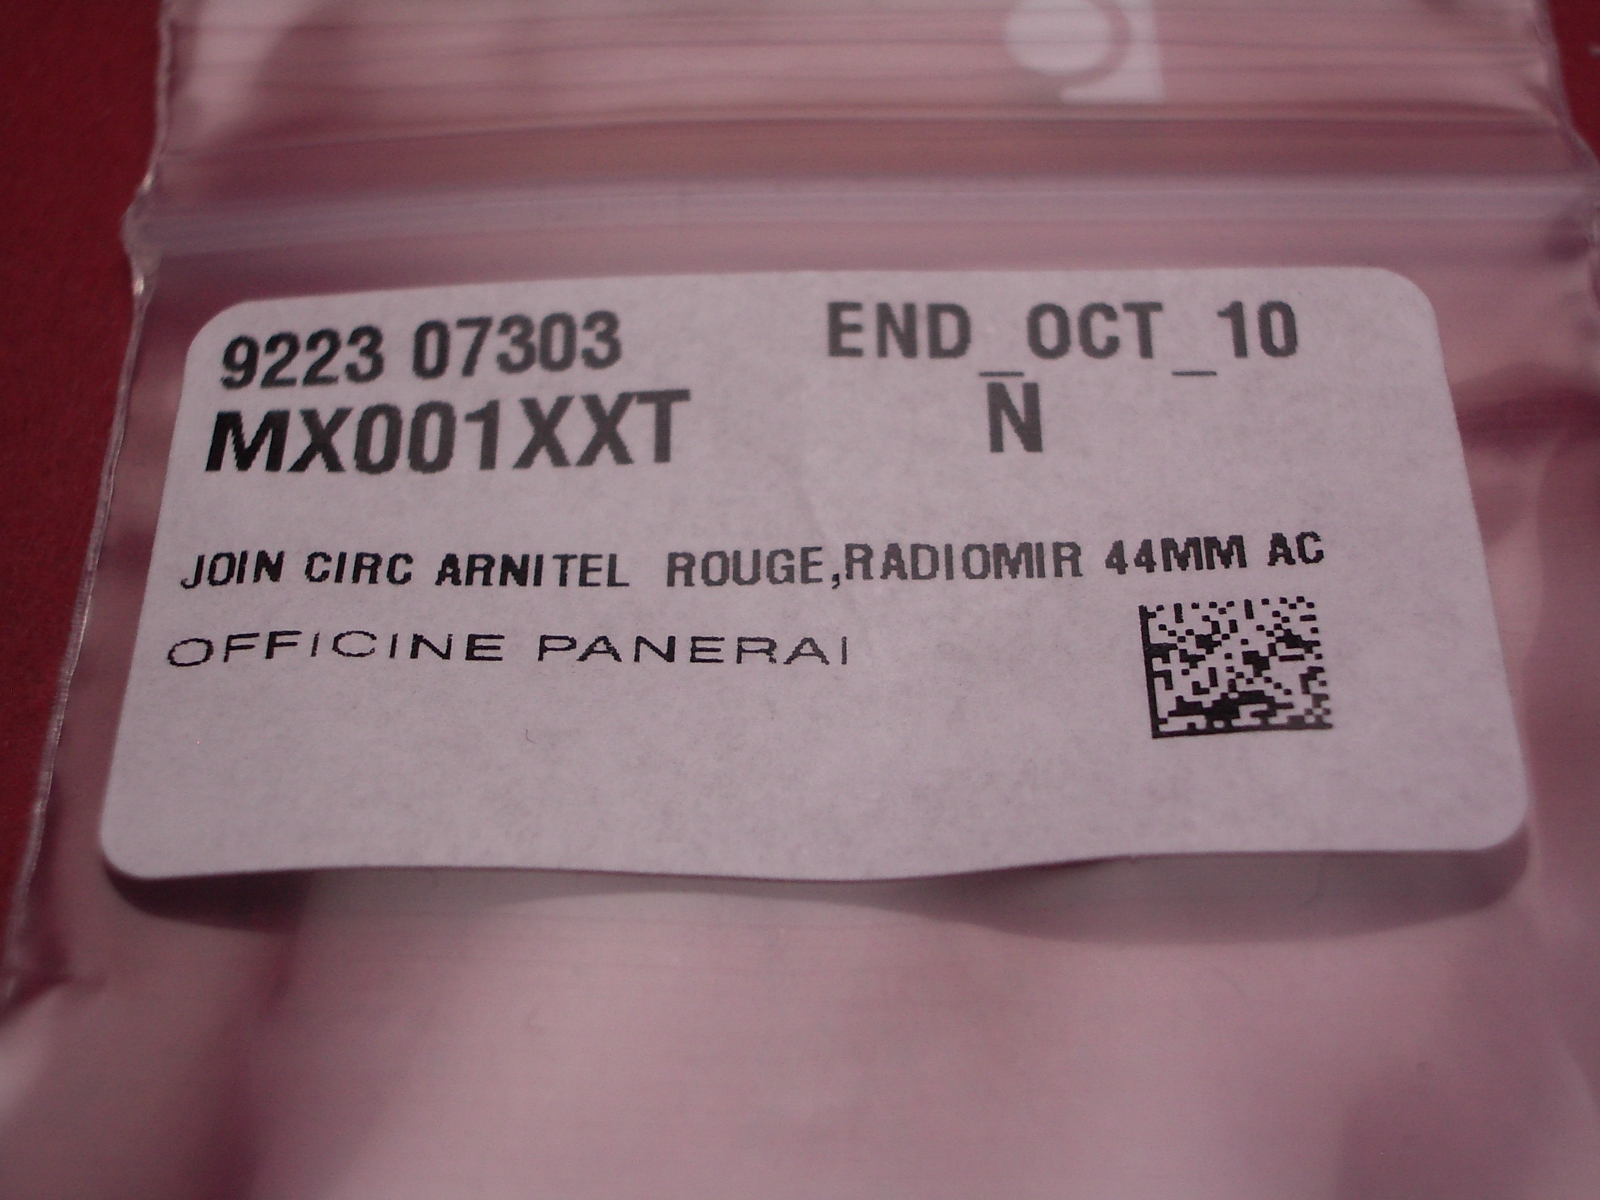 9223 07303 END_OCT_10
MX001XXT N
JOIN CIRC ARNITEL ROUGE,RADIOMIR 44MM AC
OFFICINE PANERAI